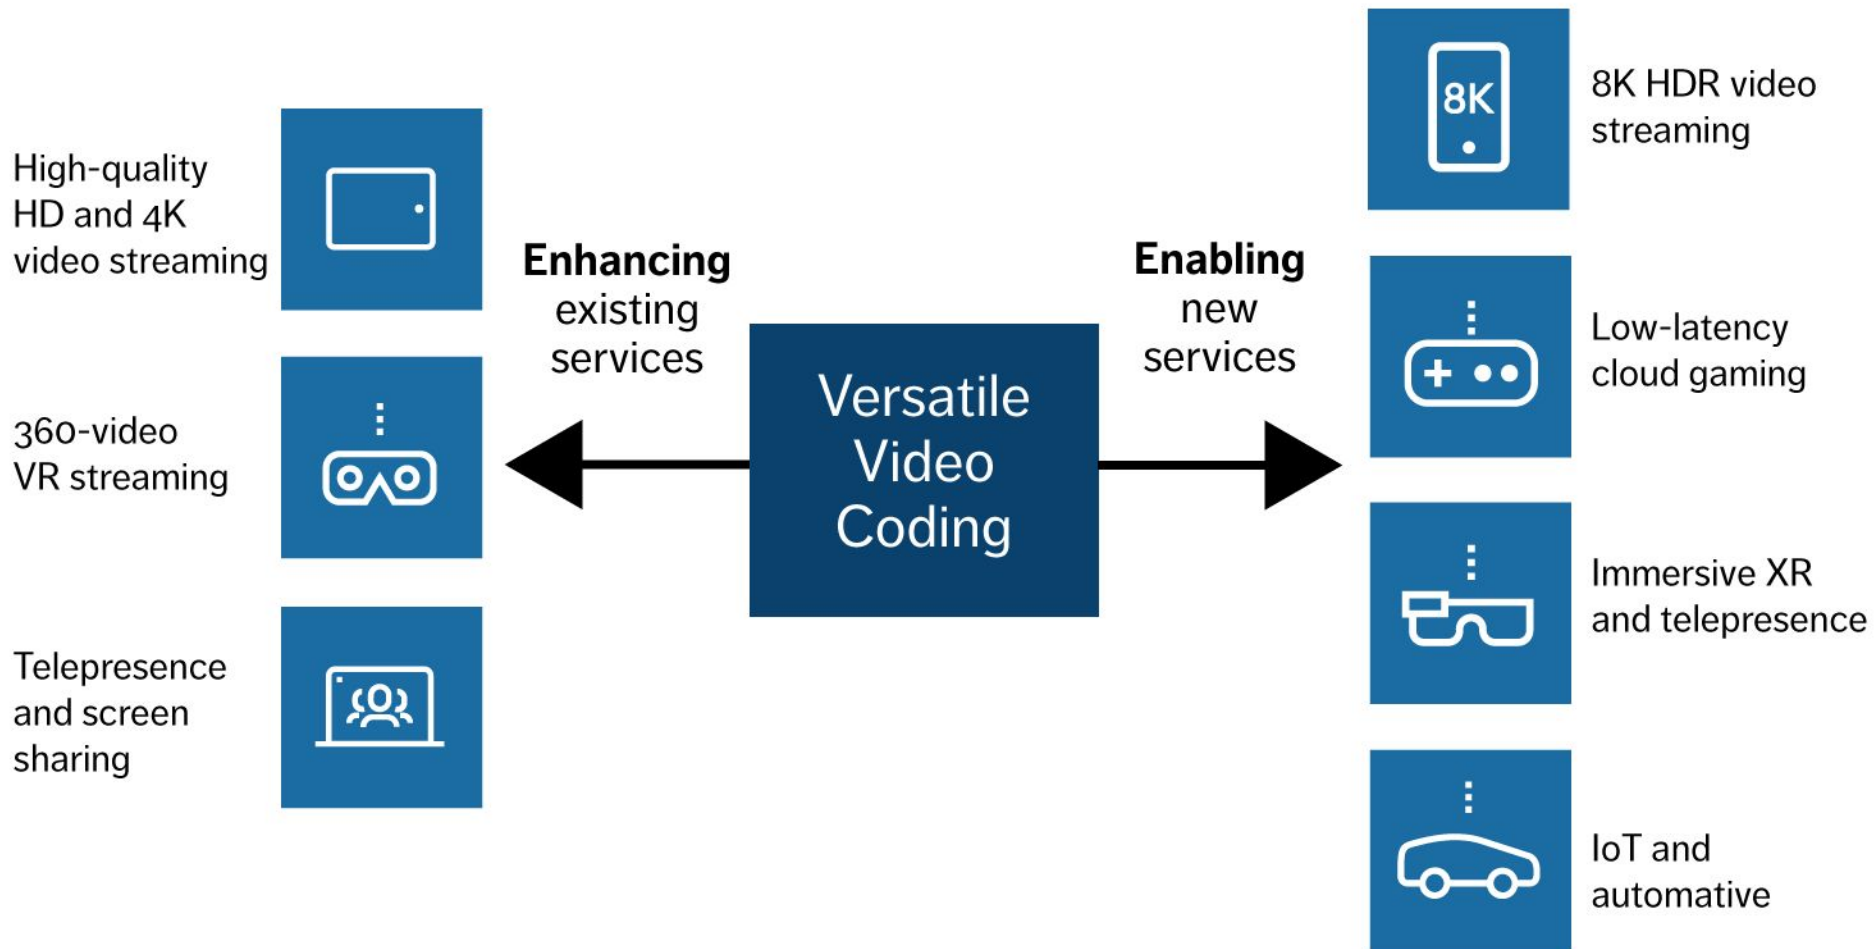 High-quality
HD and 4K
video streaming
360-video
VR streaming
Telepresence
and screen
sharing
Enhancing
existing
services
Versatile
Video
Coding
Enabling
new
services
8K
8K HDR video
streaming
Low-latency
cloud gaming
Immersive XR
and telepresence
IoT and
automative